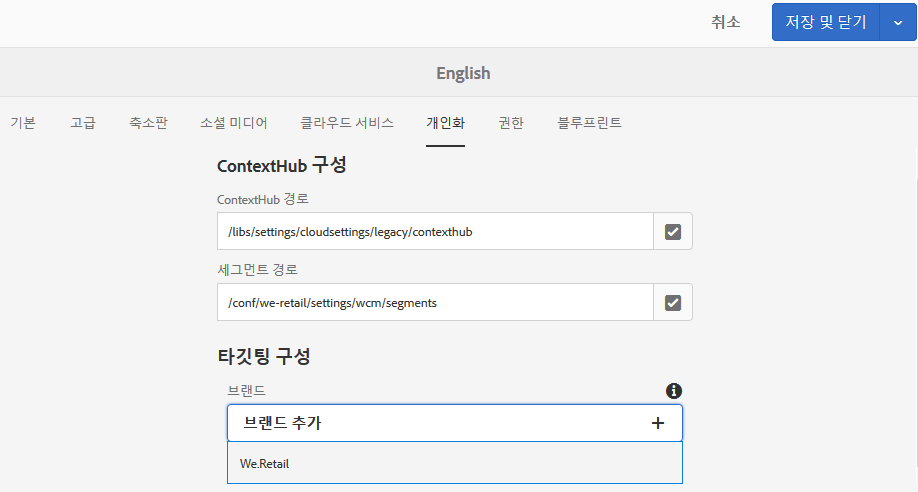 취소 저장 및 닫기
English
기본 고급 축소판 소셜 미디어 클라우드 서비스 개인화 권한 블루프린트
ContextHub 구성
ContextHub 경로
/libs/settings/cloudsettings/legacy/contexthub
세그먼트 경로
/conf/we-retail/settings/wcm/segments
타깃팅 구성
브랜드
브랜드 추가
We.Retail